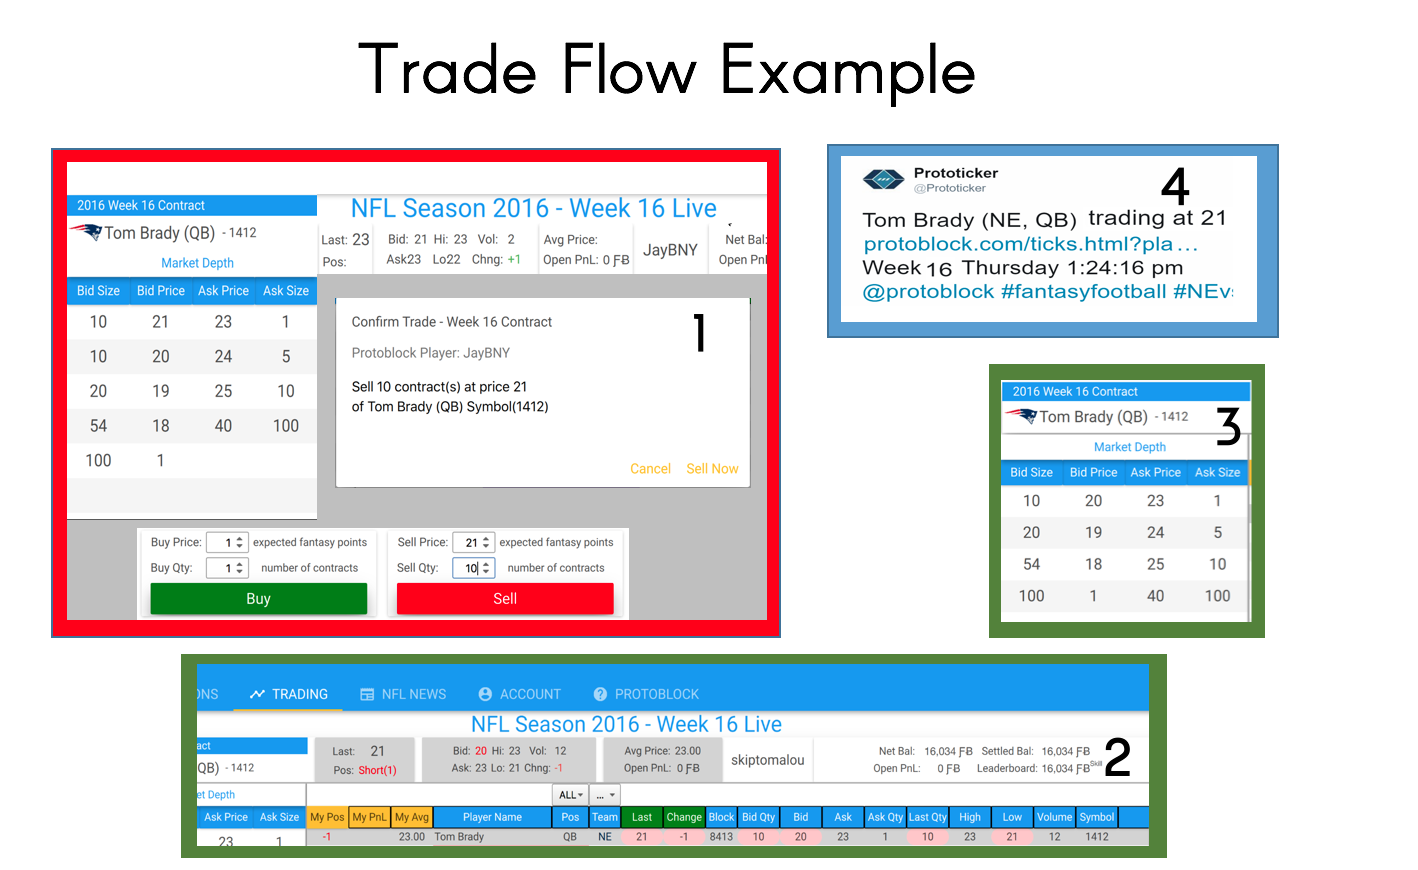 Trade Flow Example
2016 Week 16 Contract
Tom Brady (QB) - 1412
Market Depth
Bid Size Bid Price Ask Price Ask Size
10 21 23 1
10 20 24 5
20 19 25 10
54 18 40 100
100 1
NFL Season 2016 - Week 16 Live
Last: 23 Bid: 21 Hi: 23 Vol: 2 Avg Price: JayBNY Net Bal:
Pos: Ask23 Lo22 Chng: +1 Open PnL: 0 ƑB Open PnL
1
Confirm Trade - Week 16 Contract
Protoblock Player: JayBNY
Sell 10 contract(s) at price 21
of Tom Brady (QB) Symbol(1412)
Cancel Sell Now
Buy Price: 1 expected fantasy points Sell Price: 21 expected fantasy points
Buy Qty: 1 number of contracts Sell Qty: 10 number of contracts
Buy Sell
Prototicker
@Prototicker
4
Tom Brady (NE, QB) trading at 21
protoblock.com/ticks.html?pla...
Week 16 Thursday 1:24:16 pm
@protoblock #fantasyfootball #NEvs
2016 Week 16 Contract
Tom Brady (QB) - 1412
3
Market Depth
Bid Size Bid Price Ask Price Ask Size
10 20 23 1
20 19 24 5
54 18 25 10
100 1 40 100
ONS TRADING NFL NEWS ACCOUNT PROTOBLOCK
NFL Season 2016 - Week 16 Live
act Last: 21 Bid: 20 Hi: 23 Vol: 12 Avg Price: 23.00 skiptomalou Net Bal: 16,034 ƑB Settled Bal: 16,034 ƑB
QB) - 1412 Pos: Short(1) Ask: 23 Lo: 21 Chng: -1 Open PnL: 0 ƑB Open PnL: 0 ƑB Leaderboard: 16,034 ƑB Skill
2
et Depth ALL ...
Ask Price Ask Size My Pos My PnL My Avg Player Name Pos Team Last Change Block Bid Qty Bid Ask Ask Qty Last Qty High Low Volume Symbol
23 1 -1 23.00 Tom Brady QB NE 21 -1 8413 10 20 23 1 10 23 21 12 1412